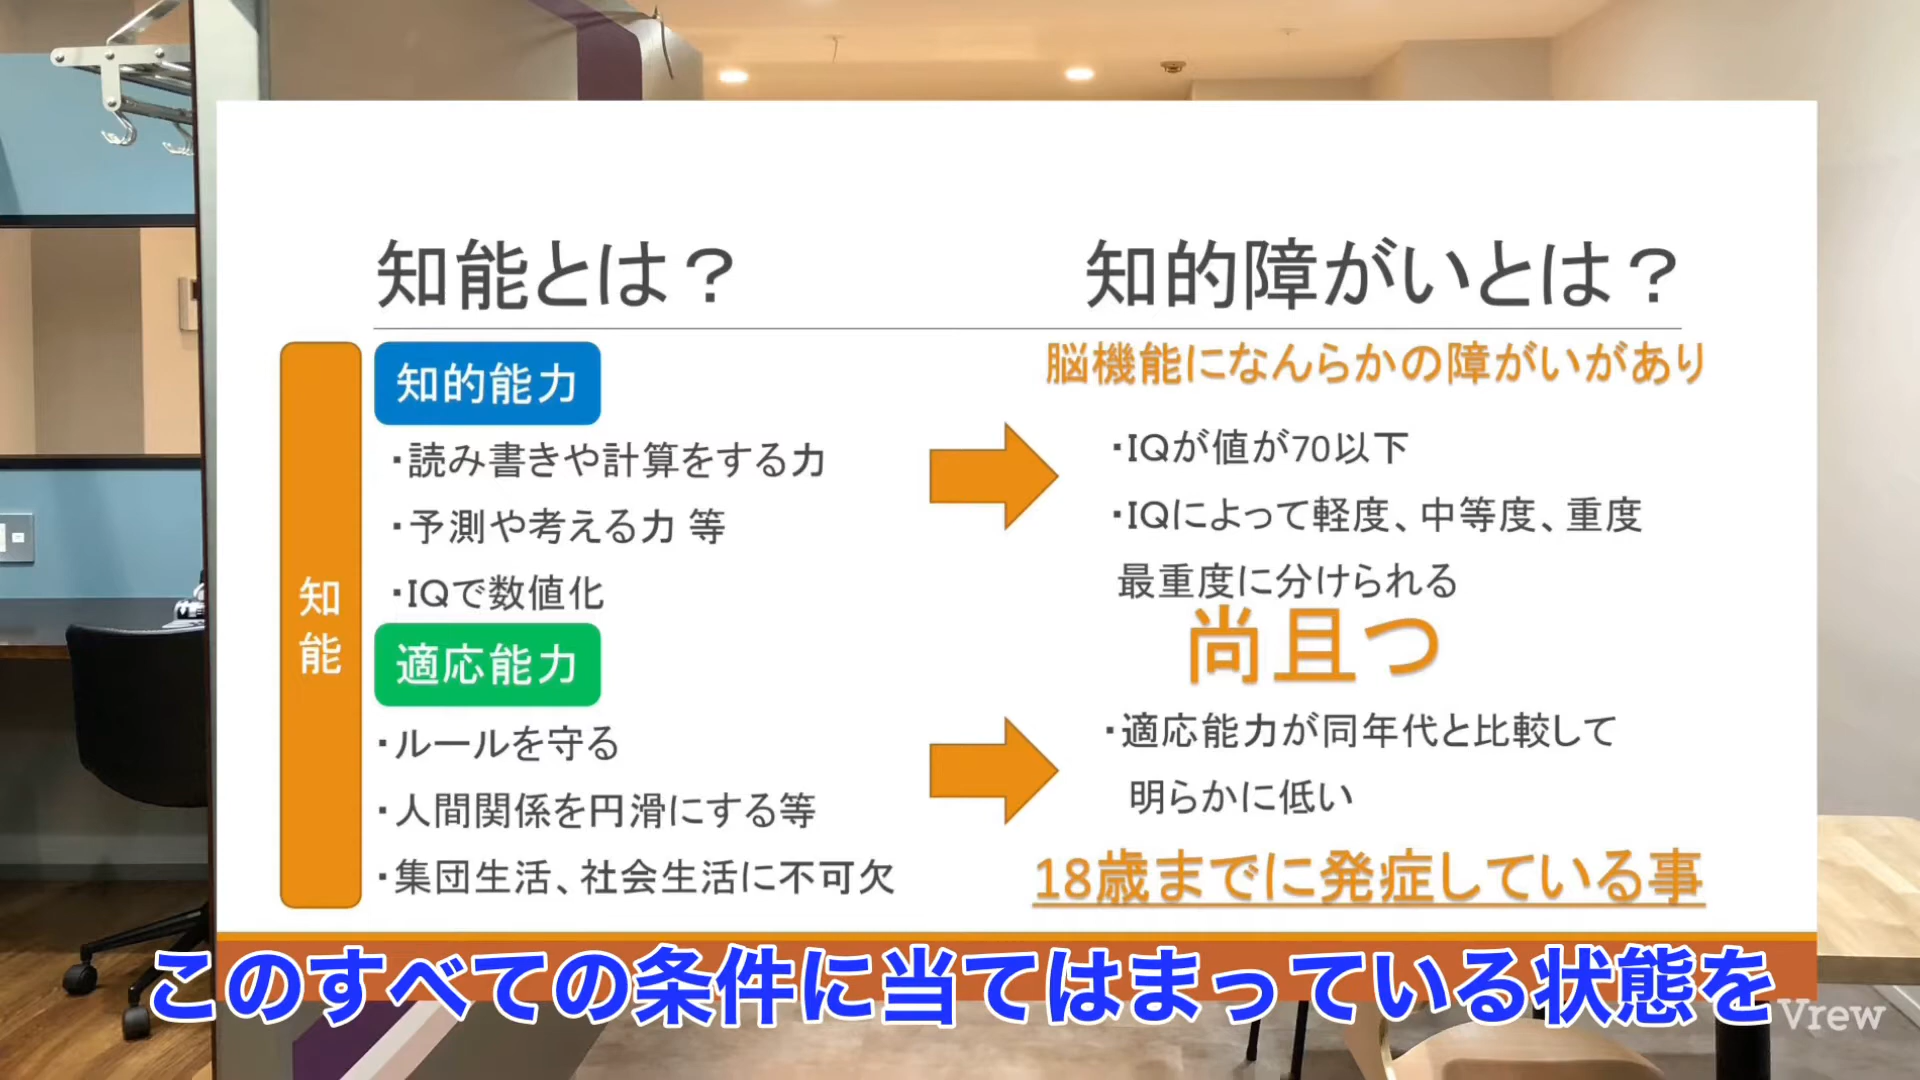 知能とは？
知的障がいとは？
知能
知的能力
・読み書きや計算をする力
・予測や考える力 等
・IQで数値化
適応能力
・ルールを守る
・人間関係を円滑にする等
・集団生活、社会生活に不可欠
脳機能になんらかの障がいがあり
・IQが値が70以下
・IQによって軽度、中等度、重度
最重度に分けられる
尚且つ
・適応能力が同年代と比較して
明らかに低い
18歳までに発症している事
このすべての条件に当てはまっている状態を
Vrew